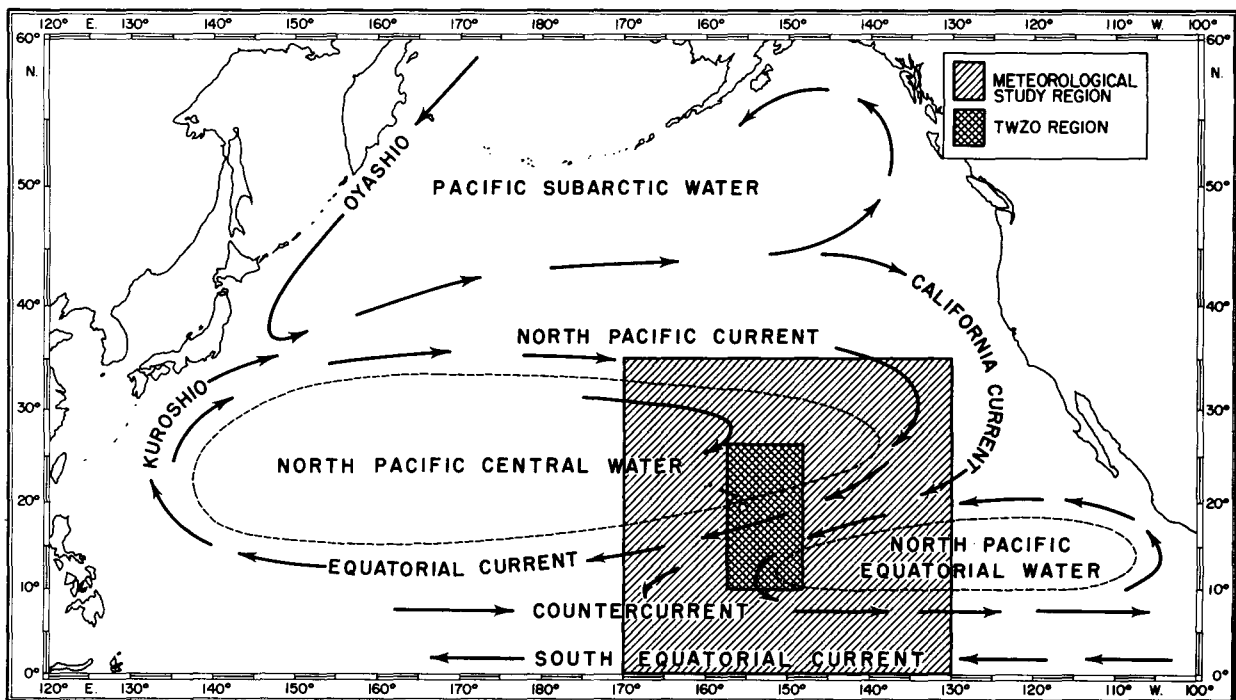 120° E. 130° 140° 150° 160° 170° 180° 170° 160° 150° 140° 130° 120° 110° W. 100°
60° 60°
N. N.
METEOROLOGICAL
STUDY REGION
TWZO REGION
OYASHIO
PACIFIC SUBARCTIC WATER
50° 50°
CALIFORNIA CURRENT
40° 40°
NORTH PACIFIC CURRENT
KUROSHIO
30° 30°
NORTH PACIFIC CENTRAL WATER
20° 20°
NORTH PACIFIC
EQUATORIAL WATER
EQUATORIAL CURRENT
10° 10°
COUNTERCURRENT
SOUTH EQUATORIAL CURRENT
0° 0°
120° E. 130° 140° 150° 160° 170° 180° 170° 160° 150° 140° 130° 120° 110° W. 100°